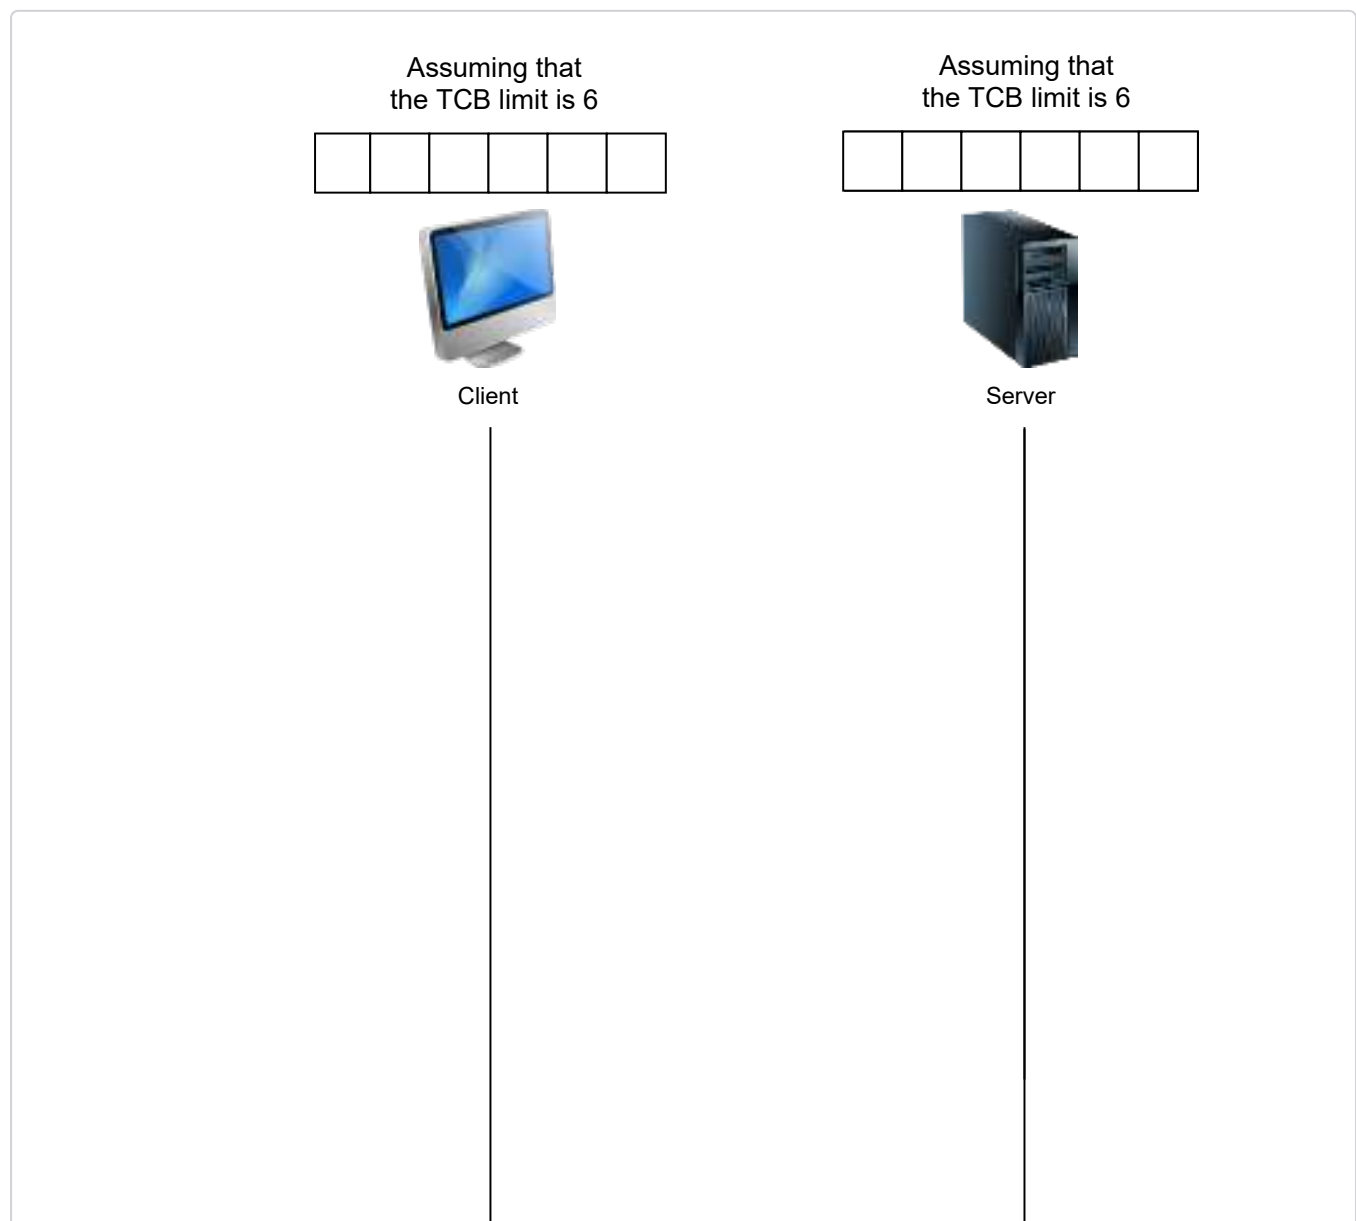 Assuming that
the TCB limit is 6
Assuming that
the TCB limit is 6
Client
Server